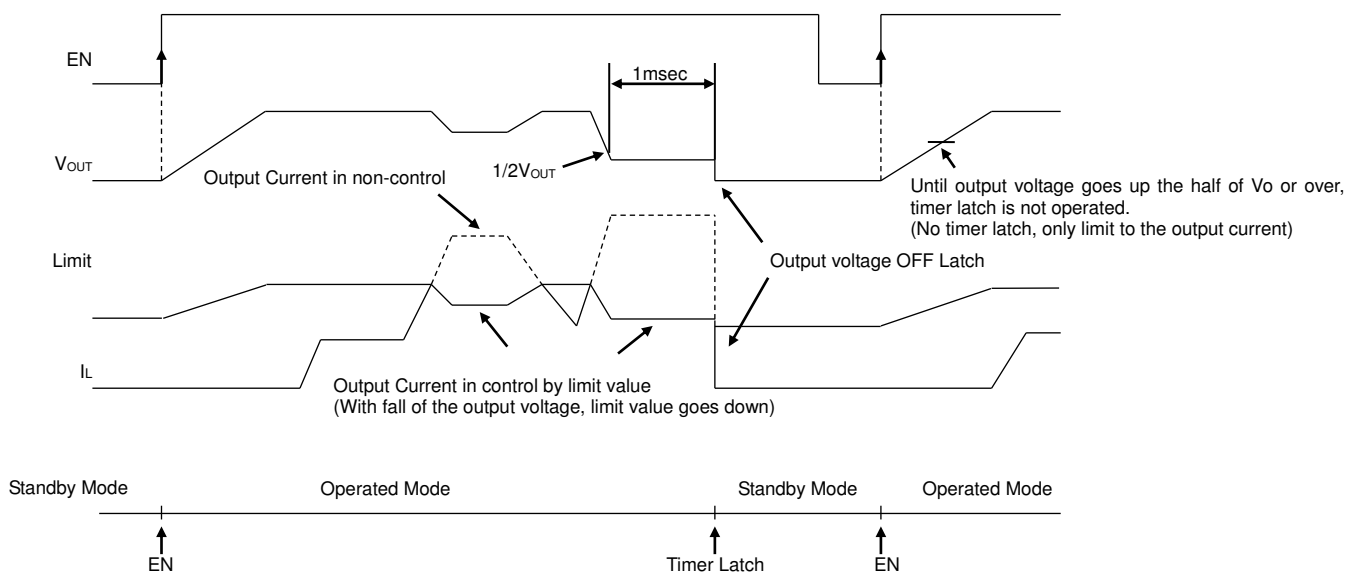 EN
1msec
VOUT
1/2VOUT
Output Current in non-control
Until output voltage goes up the half of Vo or over,
timer latch is not operated.
(No timer latch, only limit to the output current)
Limit
Output voltage OFF Latch
IL
Output Current in control by limit value
(With fall of the output voltage, limit value goes down)
Standby Mode
Operated Mode
Standby Mode
Operated Mode
EN
Timer Latch
EN